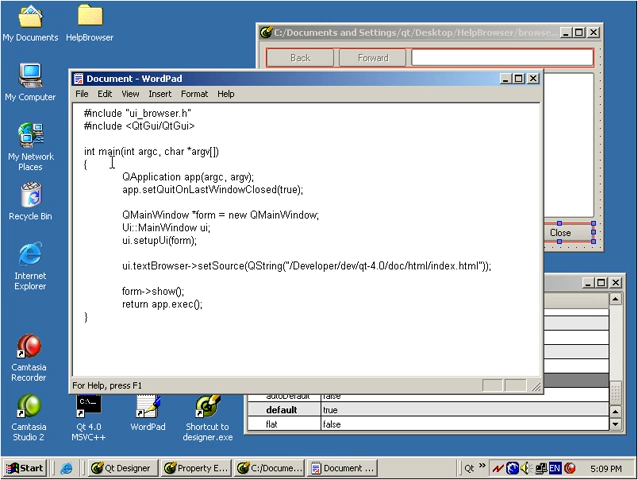 My Documents
HelpBrowser
My Computer
My Network
Places
Recycle Bin
Internet
Explorer
Camtasia
Recorder
Camtasia
Studio 2
Qt 4.0
MSVC++
WordPad
Shortcut to
designer.exe
C:/Documents and Settings/qt/Desktop/HelpBrowser/browse...
Back
Forward
Close
Document - WordPad
File Edit View Insert Format Help
#include "ui_browser.h"
#include <QtGui/QtGui>
int main(int argc, char *argv[])
{
QApplication app(argc, argv);
app.setQuitOnLastWindowClosed(true);
QMainWindow *form = new QMainWindow;
Ui::MainWindow ui;
ui.setupUi(form);
ui.textBrowser->setSource(QString("/Developer/dev/qt-4.0/doc/html/index.html"));
form->show();
return app.exec();
}
For Help, press F1
autoDefault false
default true
flat false
Start
Qt Designer
Property E...
C:/Docume...
Document ...
Qt
»
EN
5:09 PM